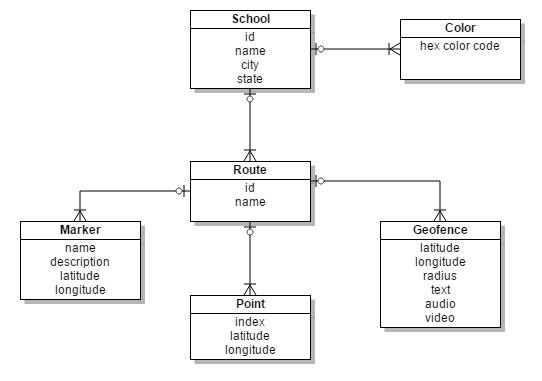 School
id
name
city
state
Color
hex color code
Route
id
name
Marker
name
description
latitude
longitude
Geofence
latitude
longitude
radius
text
audio
video
Point
index
latitude
longitude